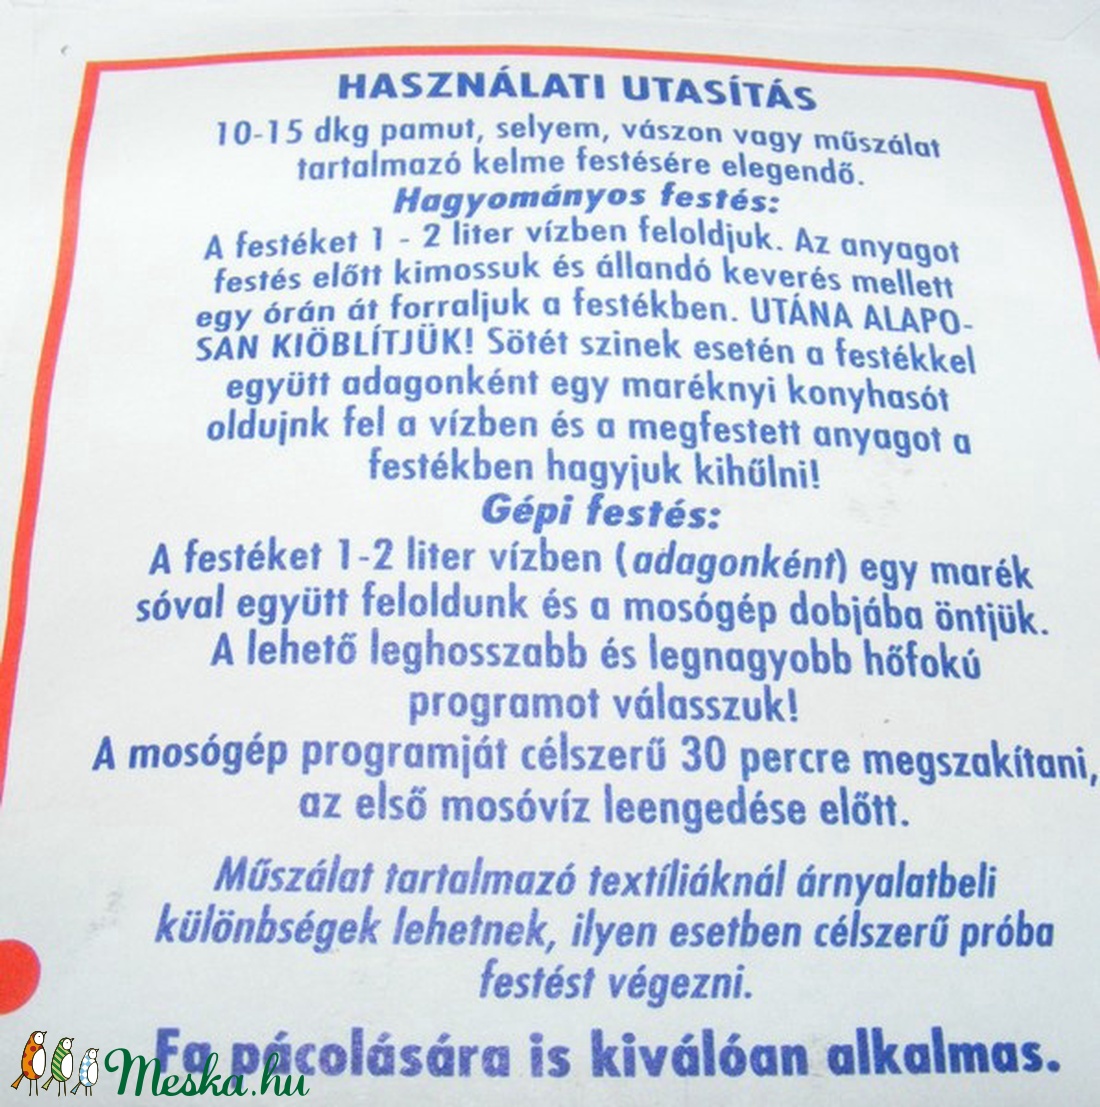 HASZNÁLATI UTASÍTÁS
10-15 dkg pamut, selyem, vászon vagy műszálat
tartalmazó kelme festésére elegendő.
Hagyományos festés:
A festéket 1 - 2 liter vízben feloldjuk. Az anyagot
festés előtt kimossuk és állandó keverés mellett
egy órán át forraljuk a festékben. UTÁNA ALAPO-
SAN KIÖBLÍTJÜK! Sötét szinek esetén a festékkel
együtt adagonként egy maréknyi konyhasót
oldujnk fel a vízben és a megfestett anyagot a
festékben hagyjuk kihűlni!
Gépi festés:
A festéket 1-2 liter vízben (adagonként) egy marék
sóval együtt feloldunk és a mosógép dobjába öntjük.
A lehető leghosszabb és legnagyobb hőfokú
programot válasszuk!
A mosógép programját célszerű 30 percre megszakítani,
az első mosóvíz leengedése előtt.
Műszálat tartalmazó textíliáknál árnyalatbeli
különbségek lehetnek, ilyen esetben célszerű próba
festést végezni.
Fa pácolására is kiválóan alkalmas.
Meska.hu